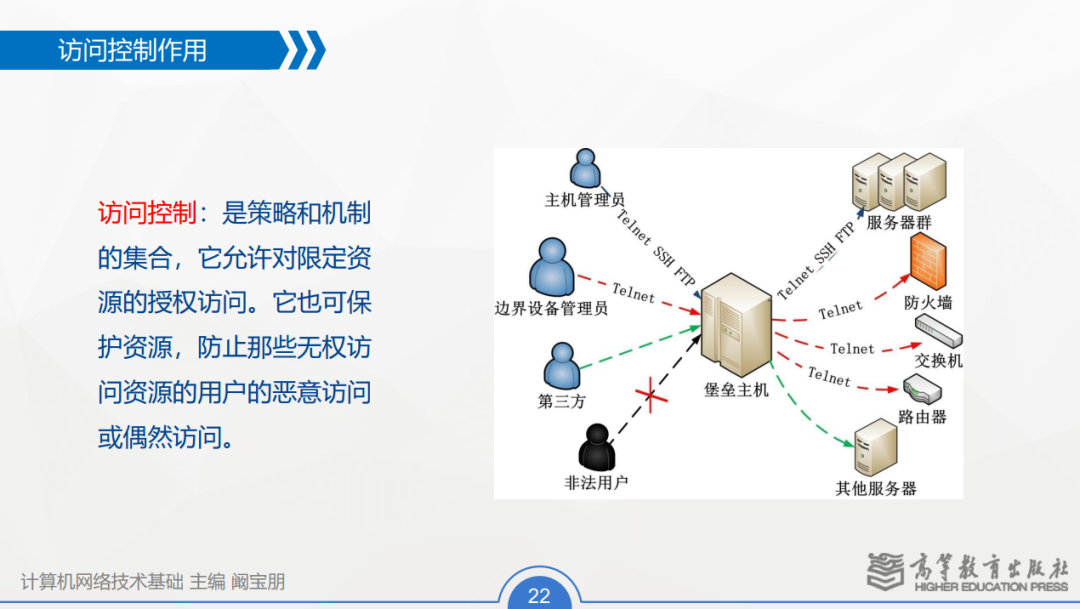 访问控制作用
访问控制：是策略和机制
的集合，它允许对限定资
源的授权访问。它也可保
护资源，防止那些无权访
问资源的用户的恶意访问
或偶然访问。
主机管理员
Telnet SSH FTP
边界设备管理员
Telnet
第三方
非法用户
堡垒主机
Telnet SSH FTP
服务器群
Telnet
防火墙
Telnet
交换机
Telnet
路由器
其他服务器
计算机网络技术基础 主编 阚宝朋
22
高等教育出版社
HIGHER EDUCATION PRESS